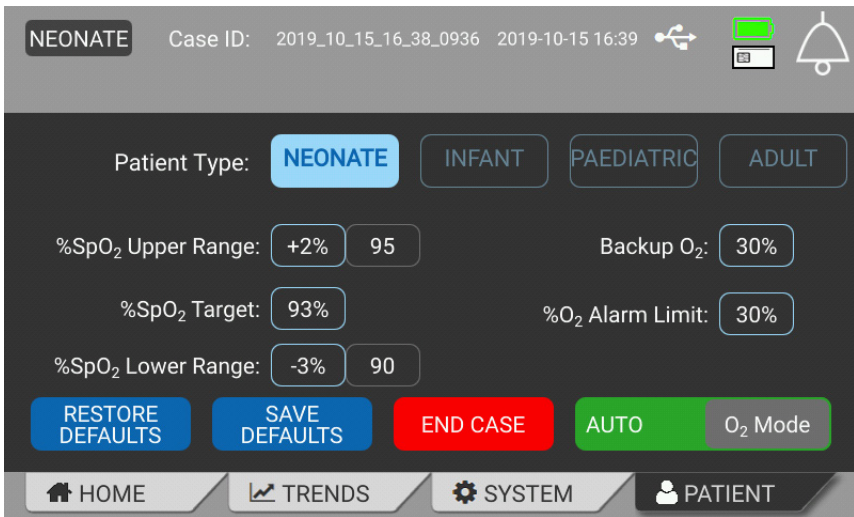 NEONATE Case ID: 2019_10_15_16_38_0936 2019-10-15 16:39
Patient Type: NEONATE INFANT PAEDIATRIC ADULT
%SpO₂ Upper Range: +2% 95 Backup O₂: 30%
%SpO₂ Target: 93% %O₂ Alarm Limit: 30%
%SpO₂ Lower Range: -3% 90
RESTORE DEFAULTS SAVE DEFAULTS END CASE AUTO O₂ Mode
HOME TRENDS SYSTEM PATIENT